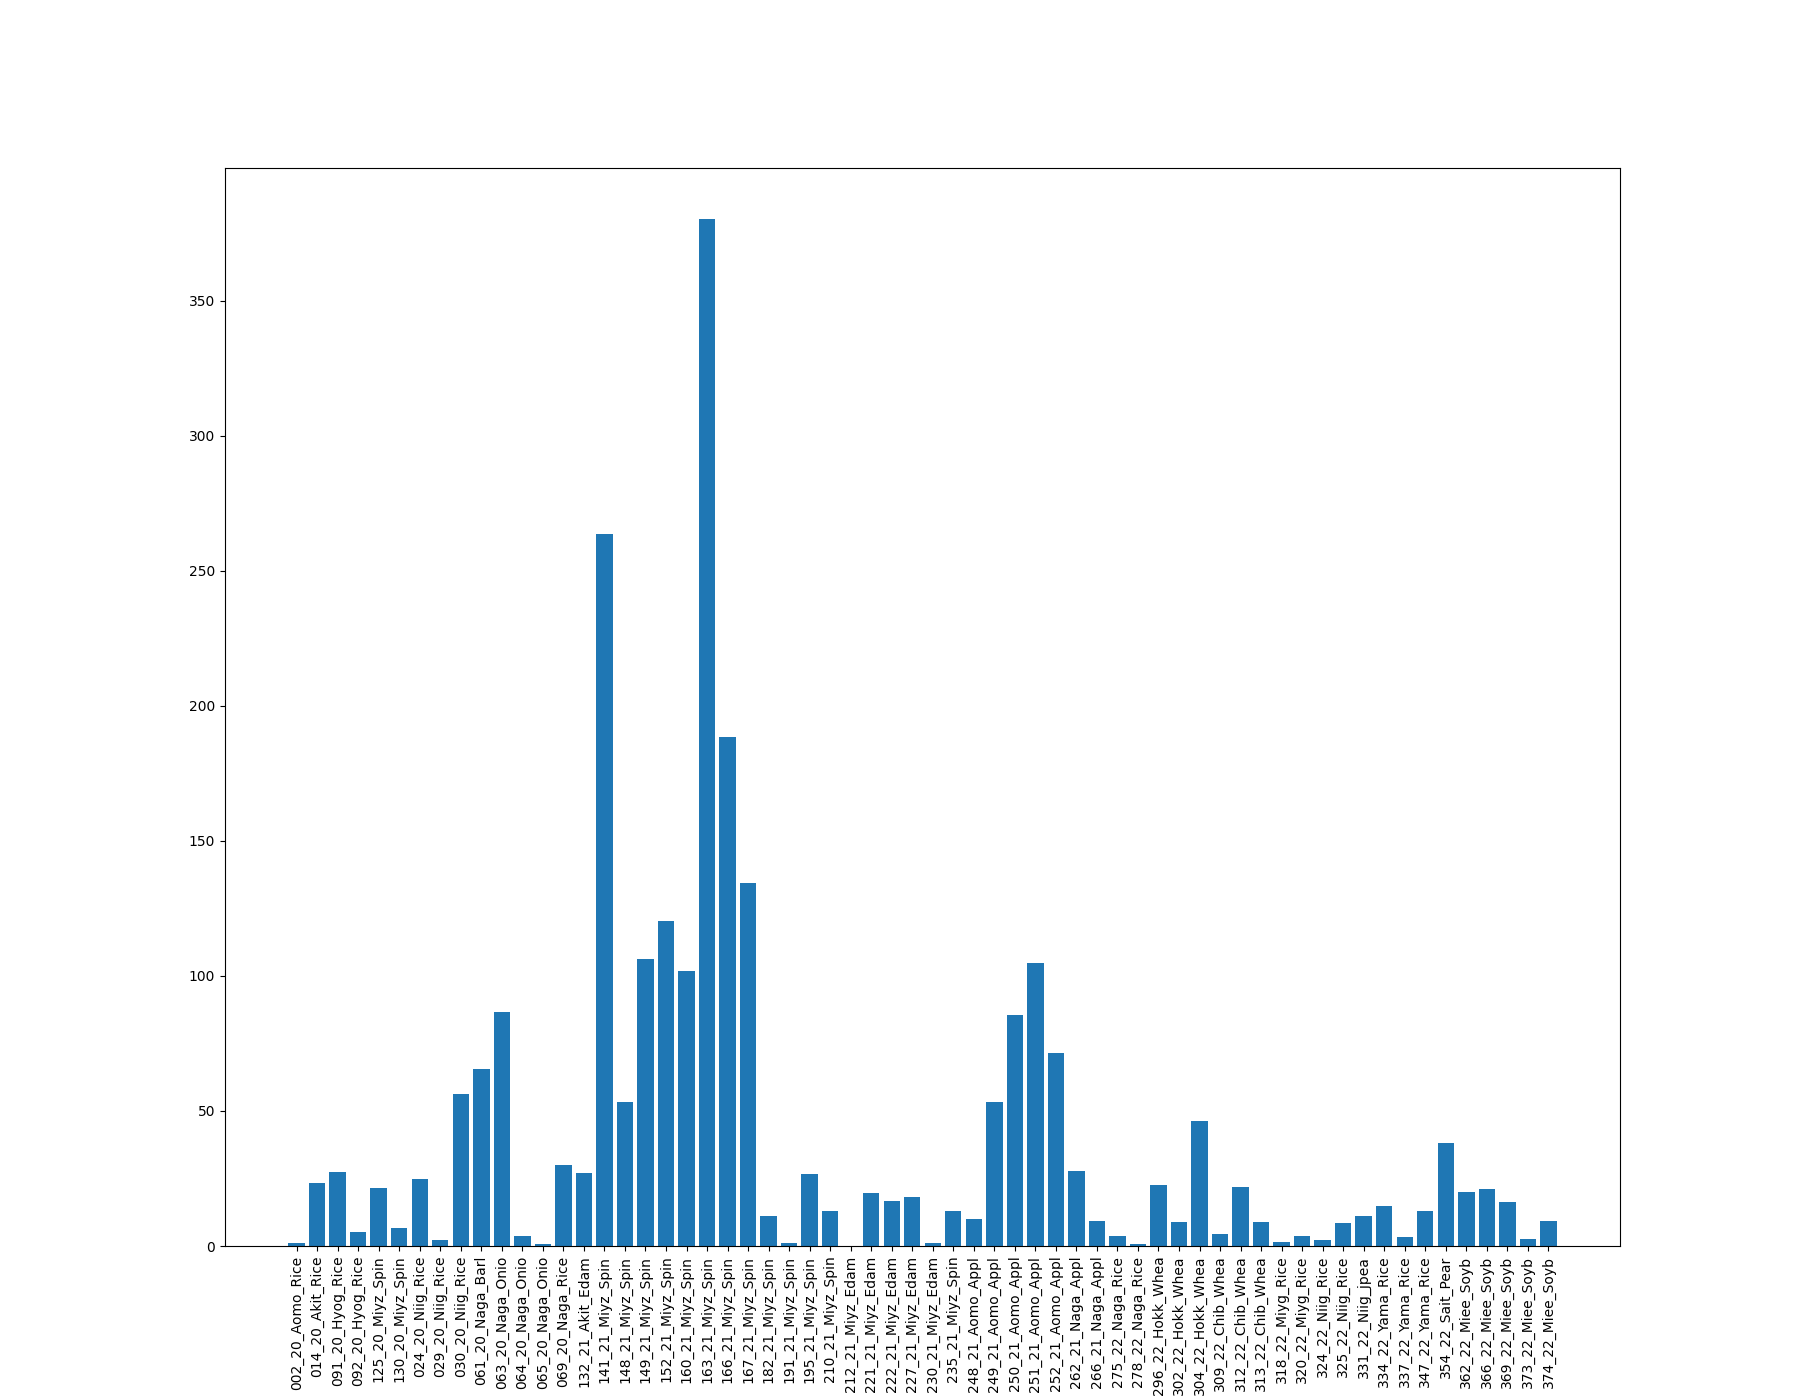 350
300
250
200
150
100
50
0
002_20_Aomo_Rice
014_20_Akit_Rice
091_20_Hyog_Rice
092_20_Hyog_Rice
125_20_Miyz_Spin
130_20_Miyz_Spin
024_20_Niig_Rice
029_20_Niig_Rice
030_20_Niig_Rice
061_20_Naga_Barl
063_20_Naga_Onio
064_20_Naga_Onio
065_20_Naga_Onio
069_20_Naga_Rice
132_21_Akit_Edam
141_21_Miyz_Spin
148_21_Miyz_Spin
149_21_Miyz_Spin
152_21_Miyz_Spin
160_21_Miyz_Spin
163_21_Miyz_Spin
166_21_Miyz_Spin
167_21_Miyz_Spin
182_21_Miyz_Spin
191_21_Miyz_Spin
195_21_Miyz_Spin
210_21_Miyz_Spin
212_21_Miyz_Edam
221_21_Miyz_Edam
222_21_Miyz_Edam
227_21_Miyz_Edam
230_21_Miyz_Edam
235_21_Miyz_Spin
248_21_Aomo_Appl
249_21_Aomo_Appl
250_21_Aomo_Appl
251_21_Aomo_Appl
252_21_Aomo_Appl
262_21_Naga_Appl
266_21_Naga_Appl
275_22_Naga_Rice
278_22_Naga_Rice
296_22_Hokk_Whea
302_22_Hokk_Whea
304_22_Hokk_Whea
309_22_Chib_Whea
312_22_Chib_Whea
313_22_Chib_Whea
318_22_Miyg_Rice
320_22_Miyg_Rice
324_22_Niig_Rice
325_22_Niig_Rice
331_22_Niig_jpea
334_22_Yama_Rice
337_22_Yama_Rice
347_22_Yama_Rice
354_22_Sait_Pear
362_22_Miee_Soyb
366_22_Miee_Soyb
369_22_Miee_Soyb
373_22_Miee_Soyb
374_22_Miee_Soyb